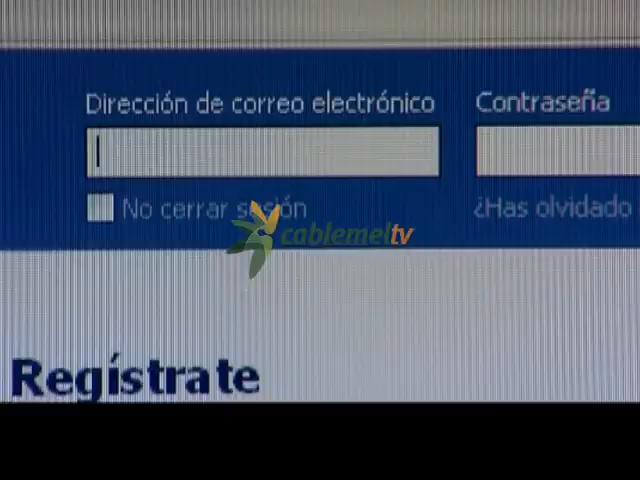 Dirección de correo electrónico Contraseña
No cerrar sesión ¿Has olvidado
cablemeltv
Regístrate